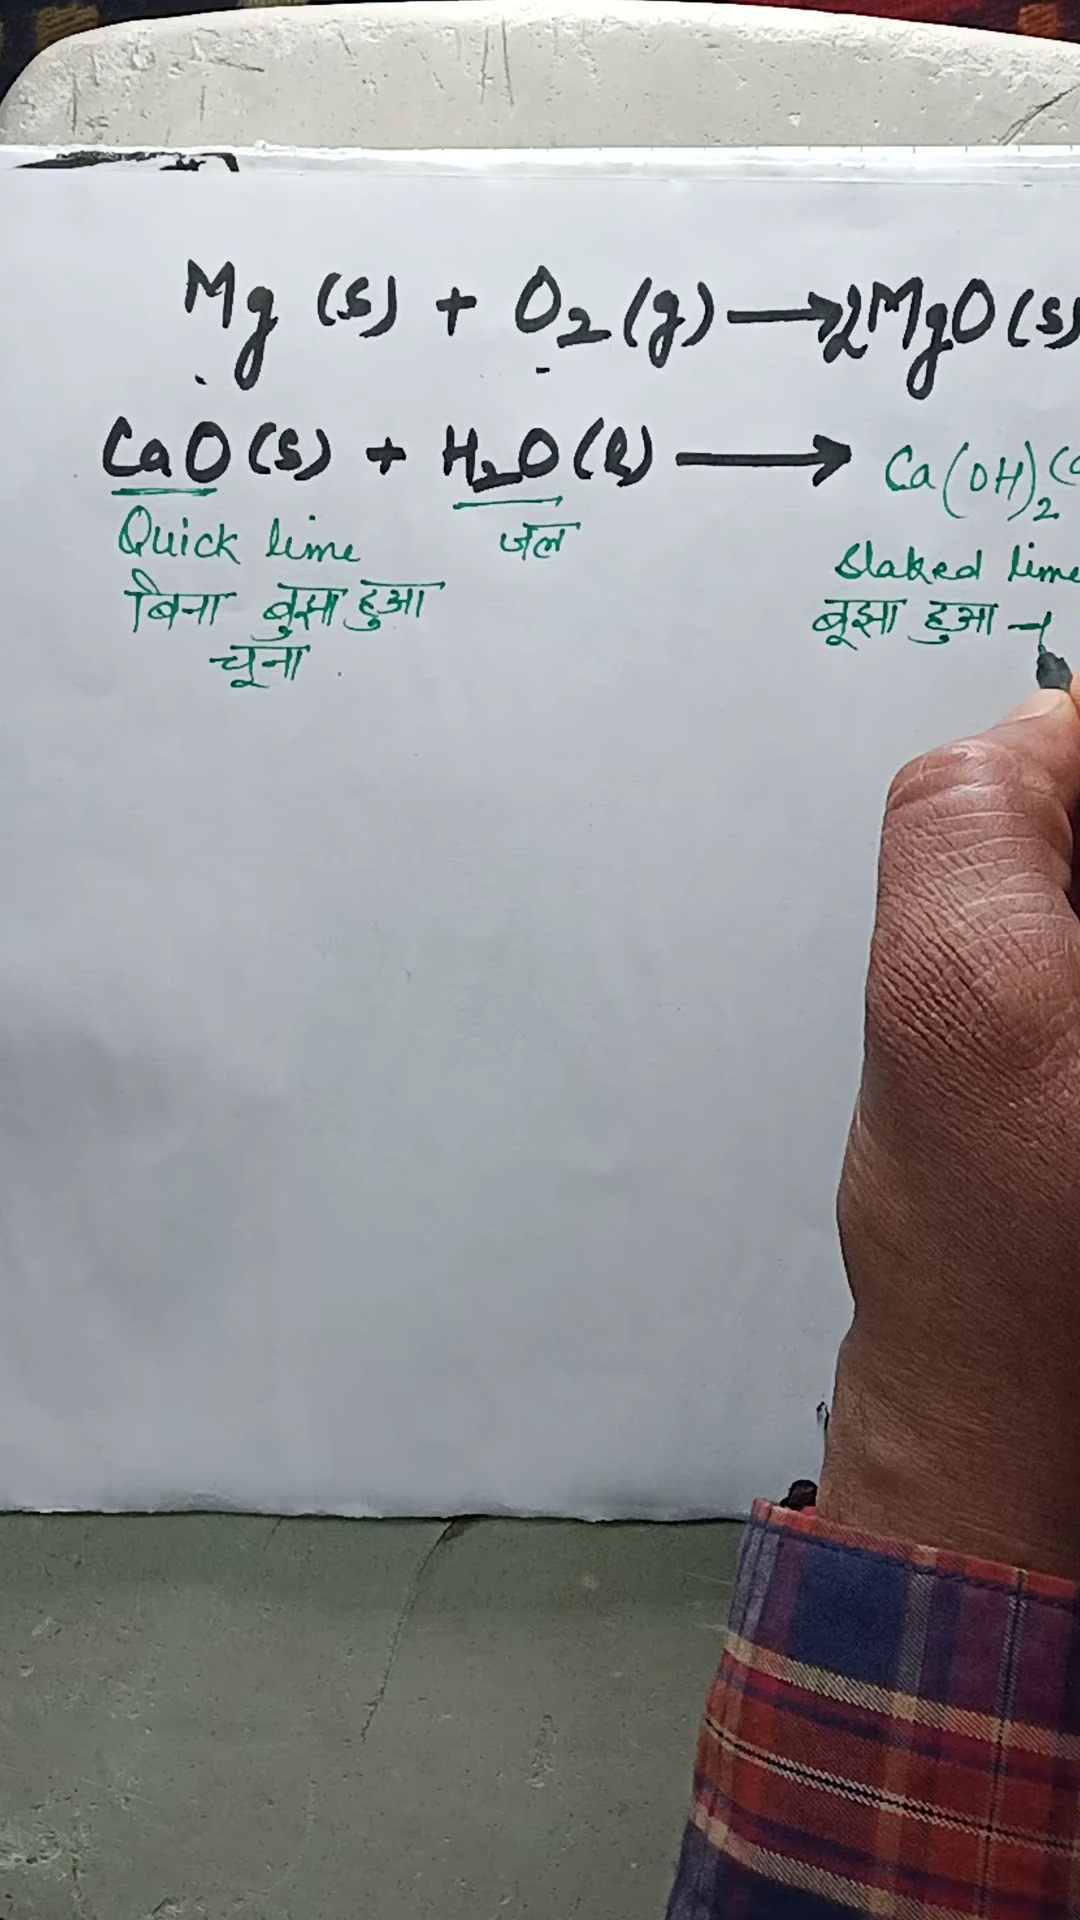 Mg (s) + O₂ (g) → 2MgO (s)
CaO (s) + H₂O (l) → Ca(OH)₂ (
Quick lime जल Slaked lime
बिना बुझा हुआ बूझा हुआ
चूना